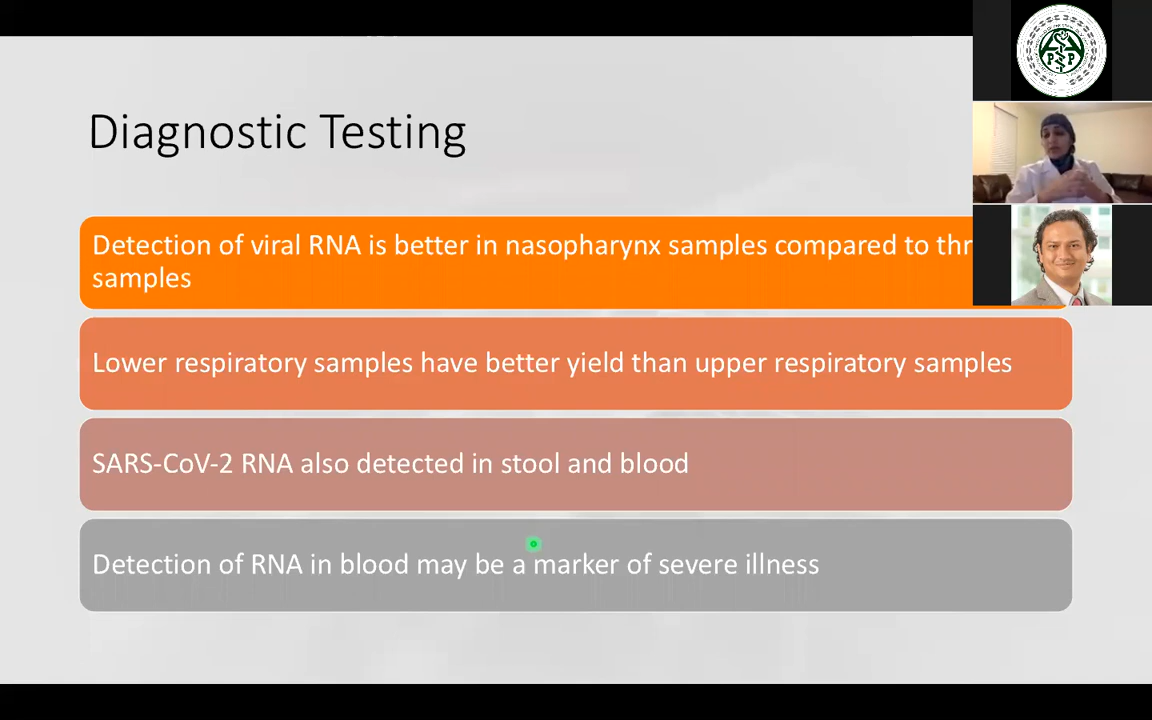 Diagnostic Testing
Detection of viral RNA is better in nasopharynx samples compared to thr
samples
Lower respiratory samples have better yield than upper respiratory samples
SARS-CoV-2 RNA also detected in stool and blood
Detection of RNA in blood may be a marker of severe illness